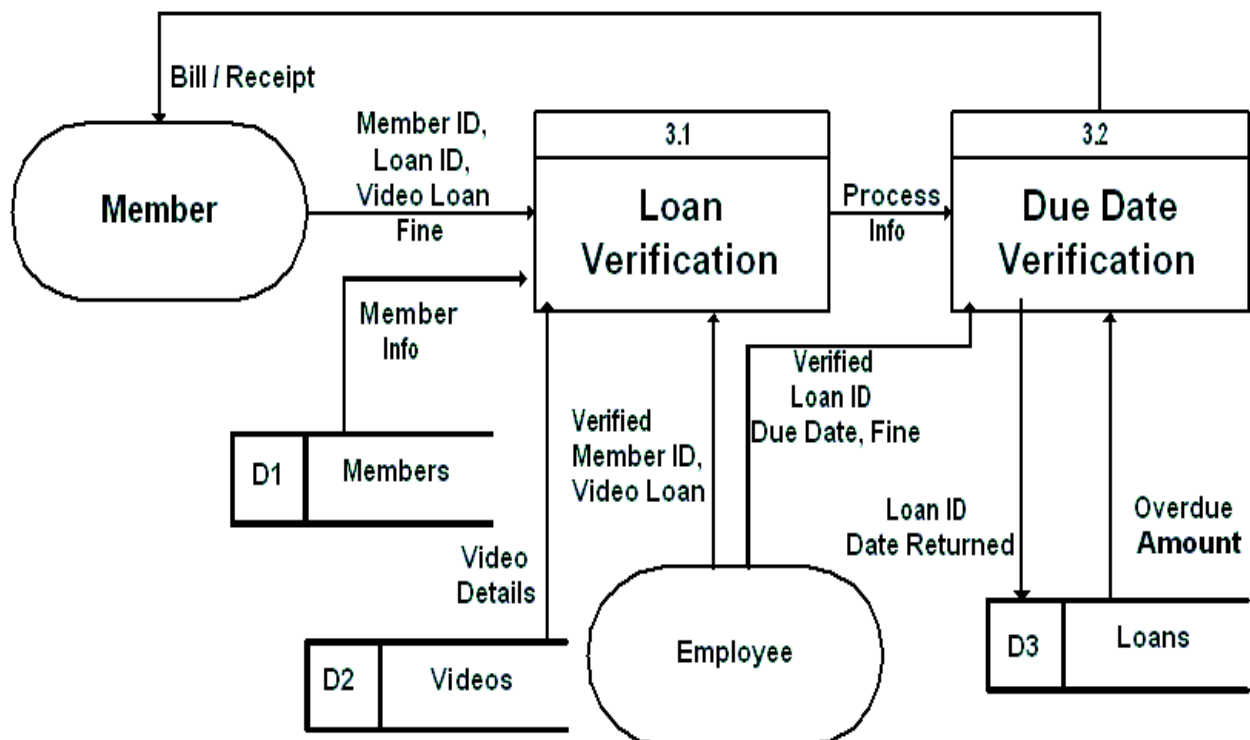 Bill / Receipt
Member
Member ID,
Loan ID,
Video Loan
Fine
3.1
Loan
Verification
Process
Info
3.2
Due Date
Verification
Member
Info
D1
Members
Verified
Member ID,
Video Loan
Verified
Loan ID
Due Date, Fine
Video
Details
Loan ID
Date Returned
Overdue
Amount
D2
Videos
Employee
D3
Loans